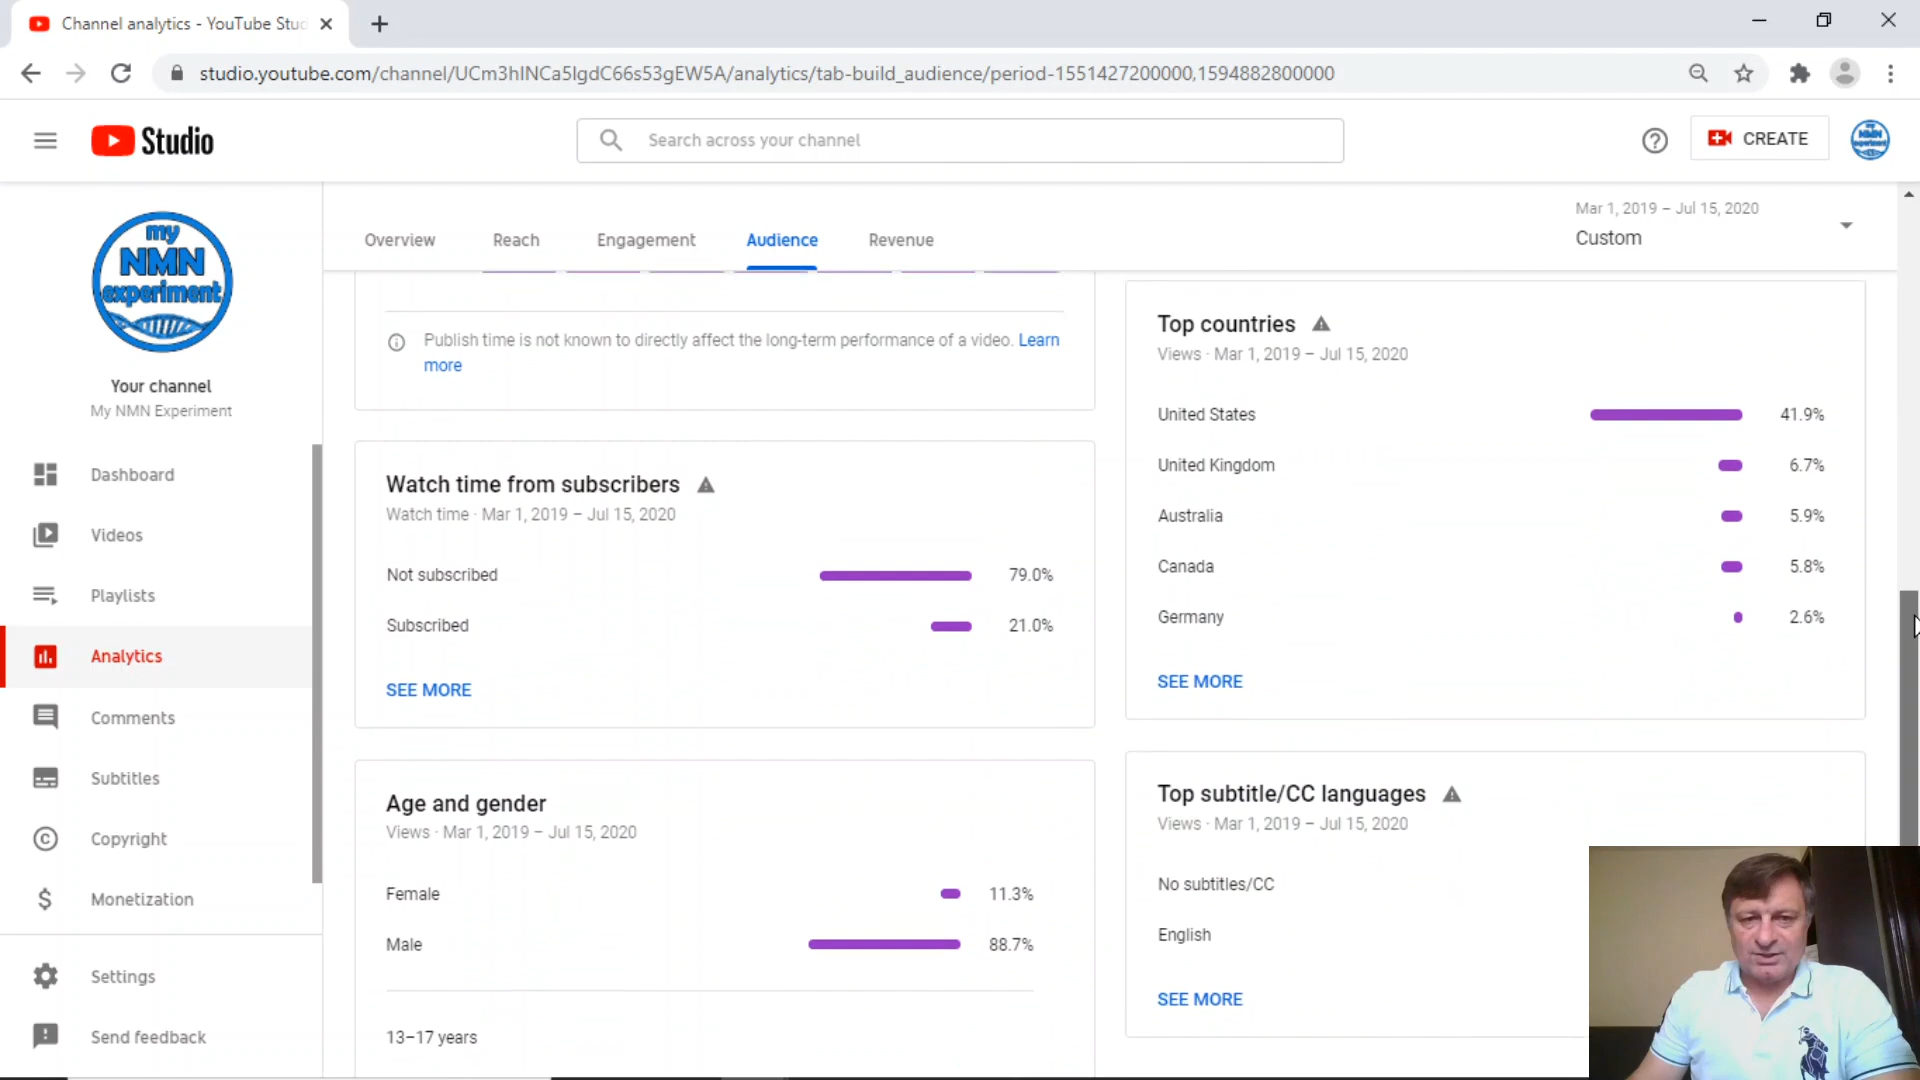 Channel analytics - YouTube Stu
studio.youtube.com/channel/UCm3hINCa5IgdC66s53gEW5A/analytics/tab-build_audience/period-1551427200000,1594882800000
Studio
Search across your channel
CREATE
my
NMN
experiment
my
NMN
experiment
Your channel
My NMN Experiment
Dashboard
Videos
Playlists
Analytics
Comments
Subtitles
Copyright
Monetization
Settings
Send feedback
Overview Reach Engagement Audience Revenue
Mar 1, 2019 – Jul 15, 2020
Custom
Publish time is not known to directly affect the long-term performance of a video. Learn
more
Watch time from subscribers
Watch time · Mar 1, 2019 – Jul 15, 2020
Not subscribed 79.0%
Subscribed 21.0%
SEE MORE
Age and gender
Views · Mar 1, 2019 – Jul 15, 2020
Female 11.3%
Male 88.7%
13–17 years
Top countries
Views · Mar 1, 2019 – Jul 15, 2020
United States 41.9%
United Kingdom 6.7%
Australia 5.9%
Canada 5.8%
Germany 2.6%
SEE MORE
Top subtitle/CC languages
Views · Mar 1, 2019 – Jul 15, 2020
No subtitles/CC
English
SEE MORE